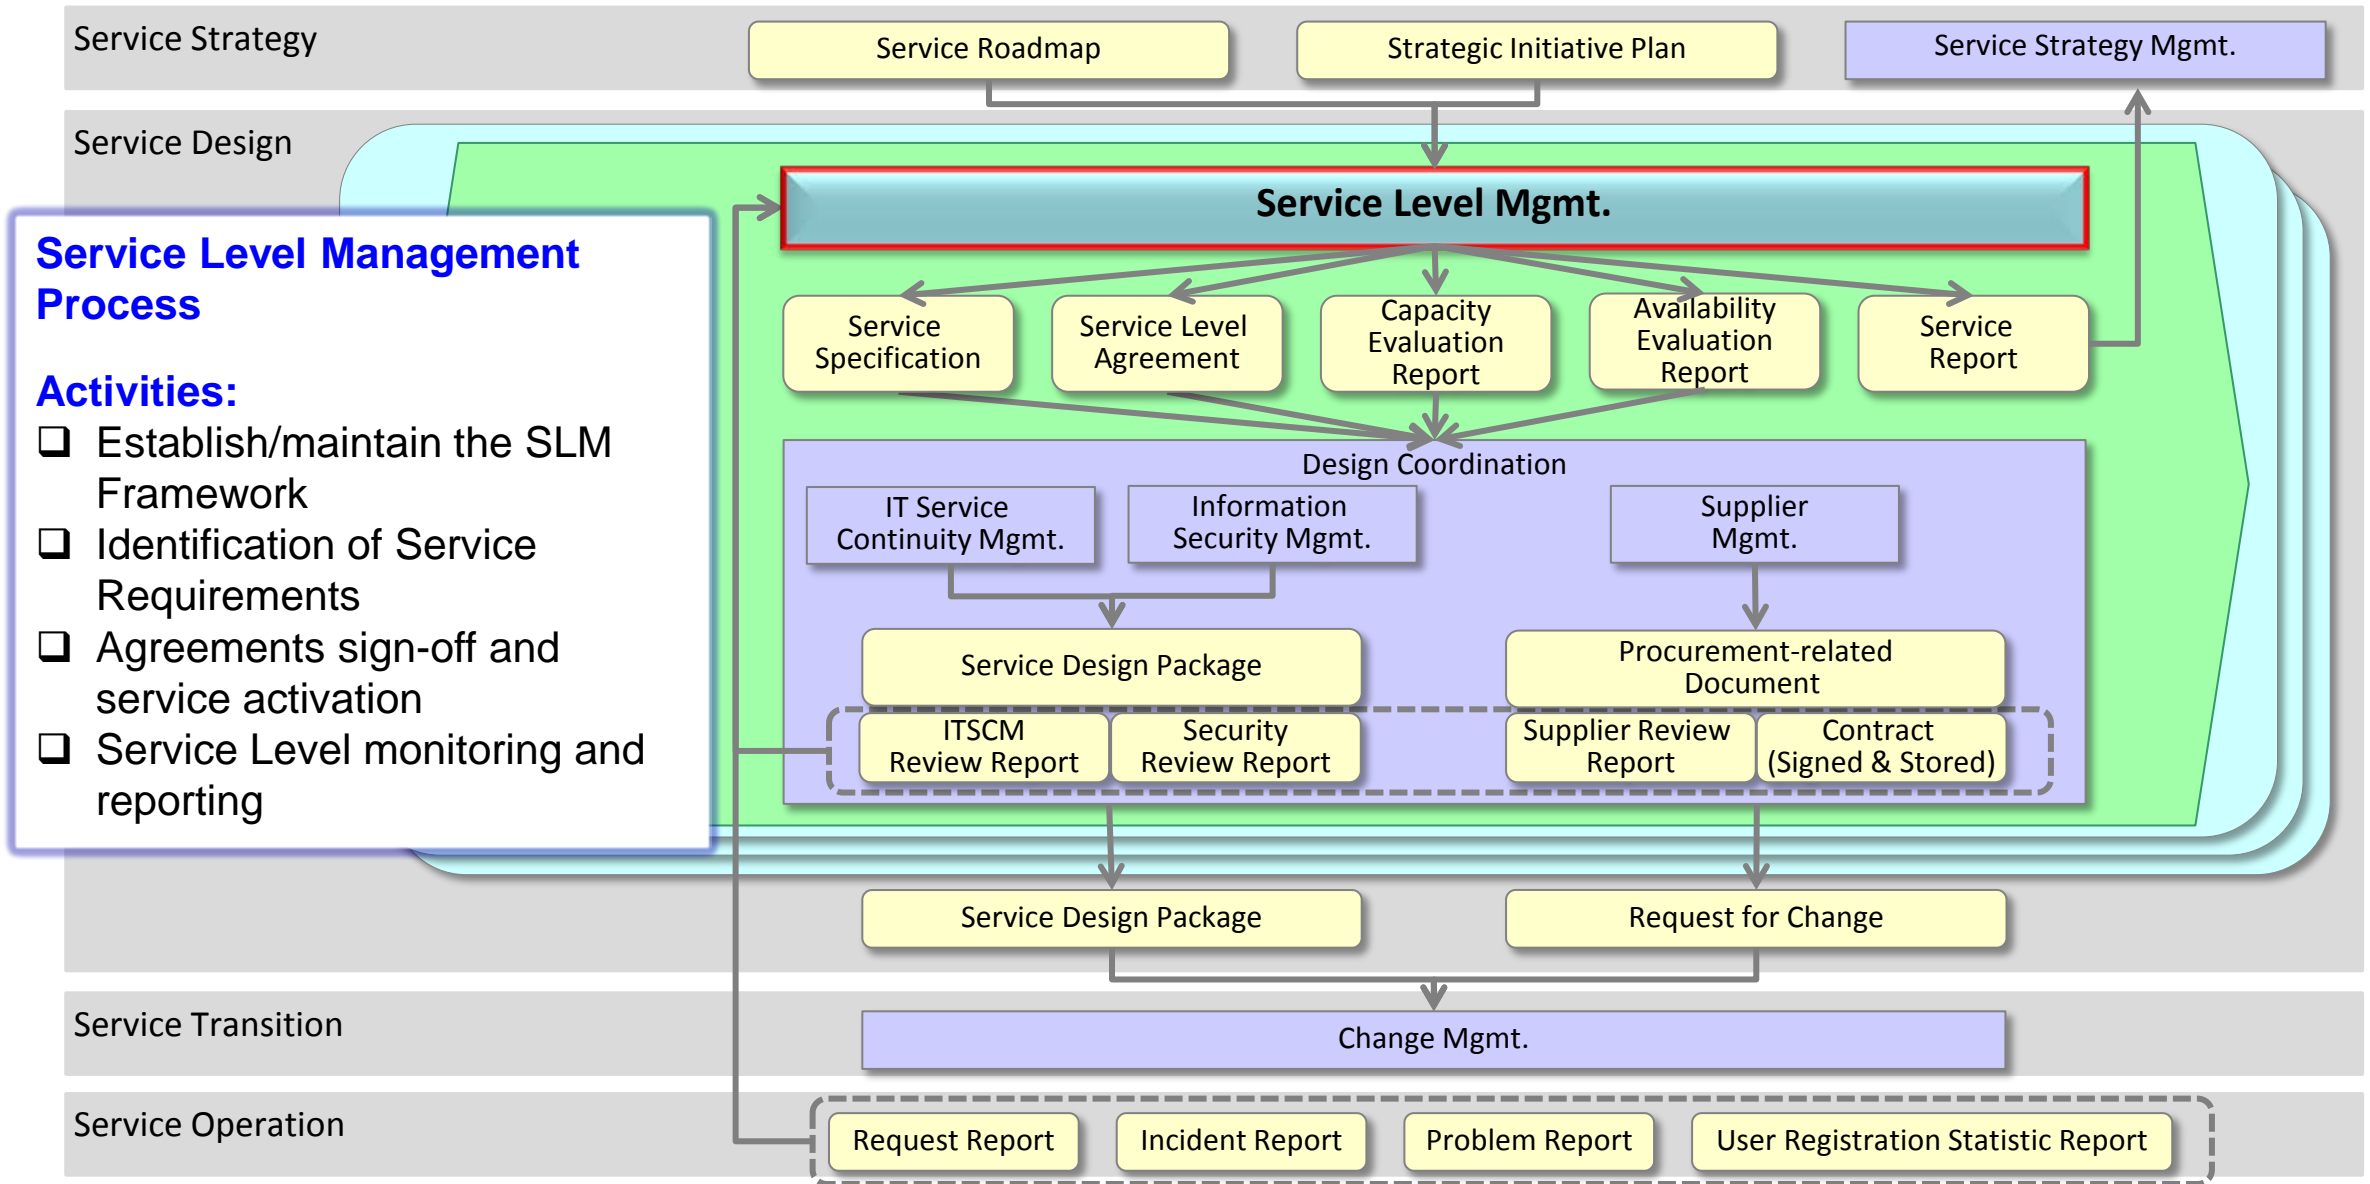 Service Strategy
Service Roadmap
Strategic Initiative Plan
Service Strategy Mgmt.
Service Design
Service Level Mgmt.
Service Level Management
Process
Activities:
❑ Establish/maintain the SLM
Framework
❑ Identification of Service
Requirements
❑ Agreements sign-off and
service activation
❑ Service Level monitoring and
reporting
Service
Specification
Service Level
Agreement
Capacity
Evaluation
Report
Availability
Evaluation
Report
Service
Report
Design Coordination
IT Service
Continuity Mgmt.
Information
Security Mgmt.
Supplier
Mgmt.
Service Design Package
Procurement-related
Document
ITSCM
Review Report
Security
Review Report
Supplier Review
Report
Contract
(Signed & Stored)
Service Design Package
Request for Change
Service Transition
Change Mgmt.
Service Operation
Request Report
Incident Report
Problem Report
User Registration Statistic Report